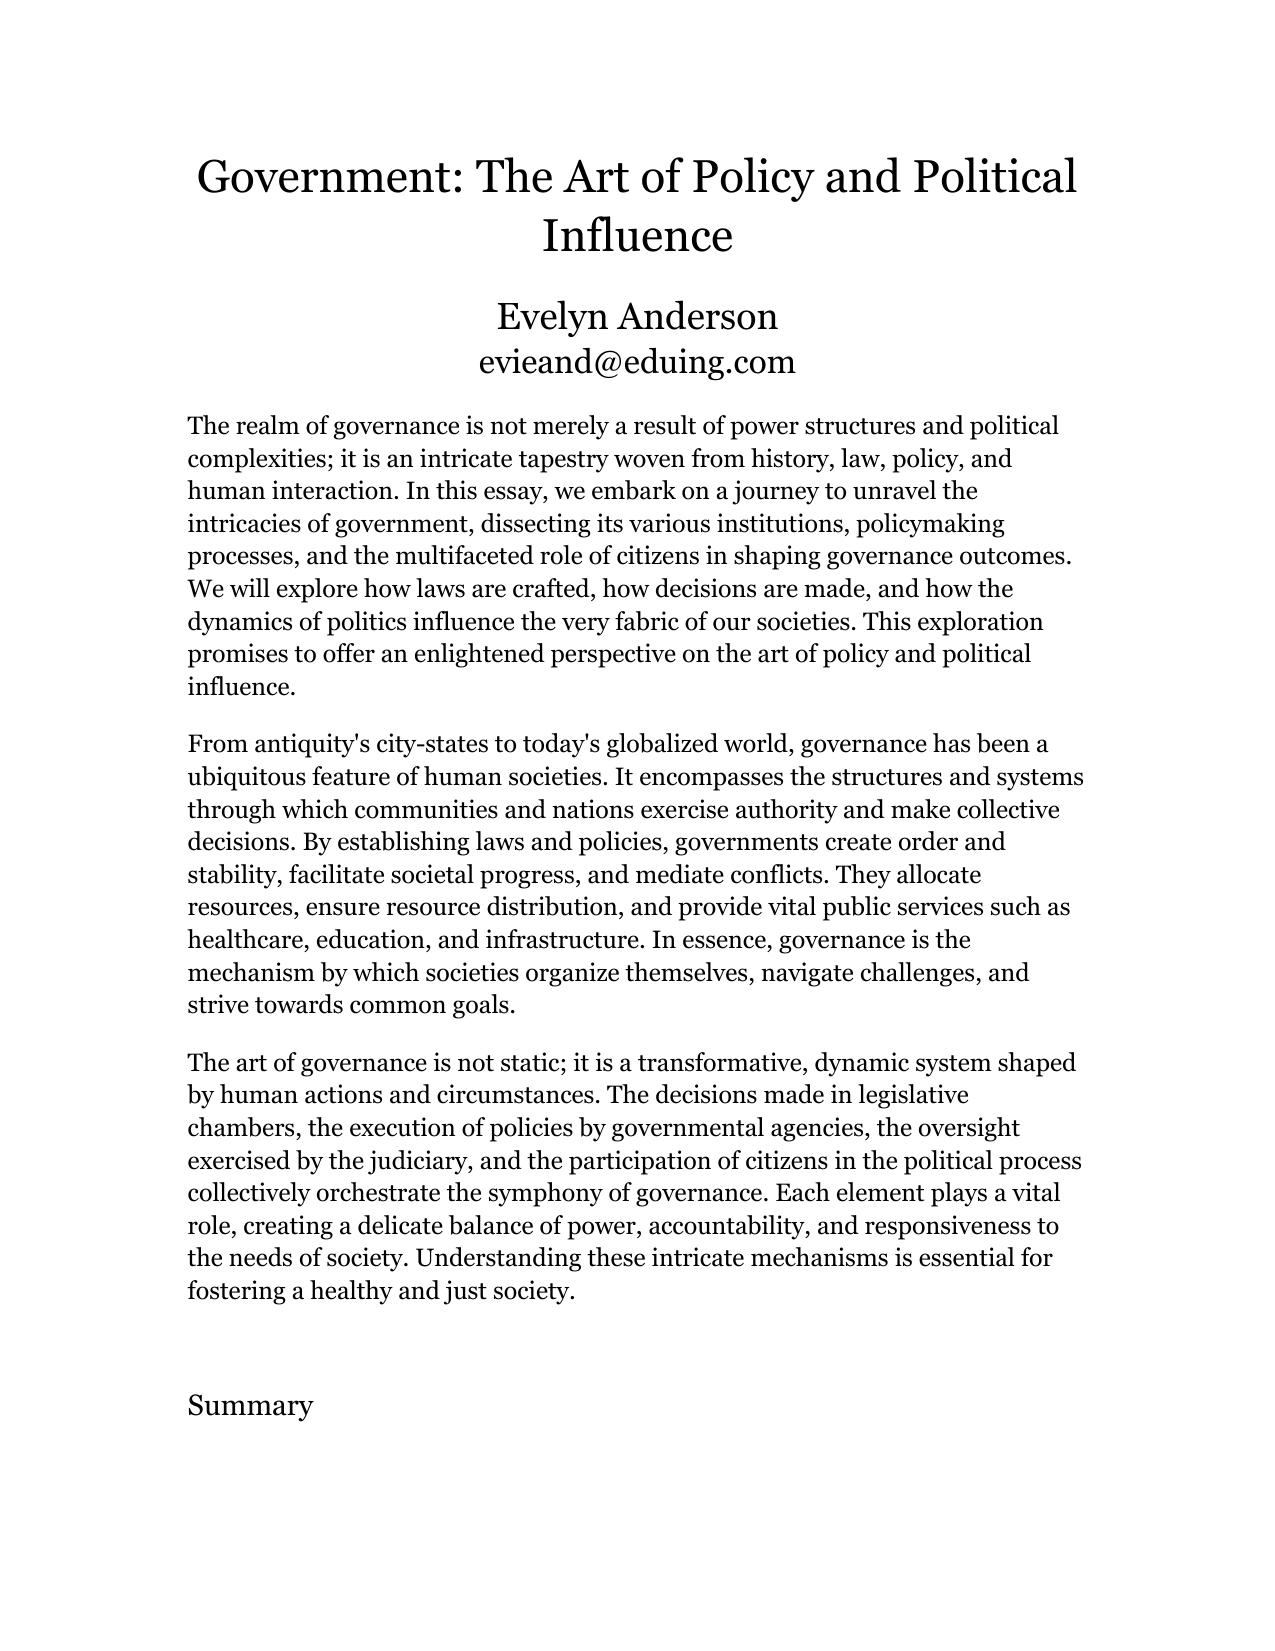 Government: The Art of Policy and Political
Influence
Evelyn Anderson
evieand@eduing.com
The realm of governance is not merely a result of power structures and political
complexities; it is an intricate tapestry woven from history, law, policy, and
human interaction. In this essay, we embark on a journey to unravel the
intricacies of government, dissecting its various institutions, policymaking
processes, and the multifaceted role of citizens in shaping governance outcomes.
We will explore how laws are crafted, how decisions are made, and how the
dynamics of politics influence the very fabric of our societies. This exploration
promises to offer an enlightened perspective on the art of policy and political
influence.
From antiquity's city-states to today's globalized world, governance has been a
ubiquitous feature of human societies. It encompasses the structures and systems
through which communities and nations exercise authority and make collective
decisions. By establishing laws and policies, governments create order and
stability, facilitate societal progress, and mediate conflicts. They allocate
resources, ensure resource distribution, and provide vital public services such as
healthcare, education, and infrastructure. In essence, governance is the
mechanism by which societies organize themselves, navigate challenges, and
strive towards common goals.
The art of governance is not static; it is a transformative, dynamic system shaped
by human actions and circumstances. The decisions made in legislative
chambers, the execution of policies by governmental agencies, the oversight
exercised by the judiciary, and the participation of citizens in the political process
collectively orchestrate the symphony of governance. Each element plays a vital
role, creating a delicate balance of power, accountability, and responsiveness to
the needs of society. Understanding these intricate mechanisms is essential for
fostering a healthy and just society.
Summary